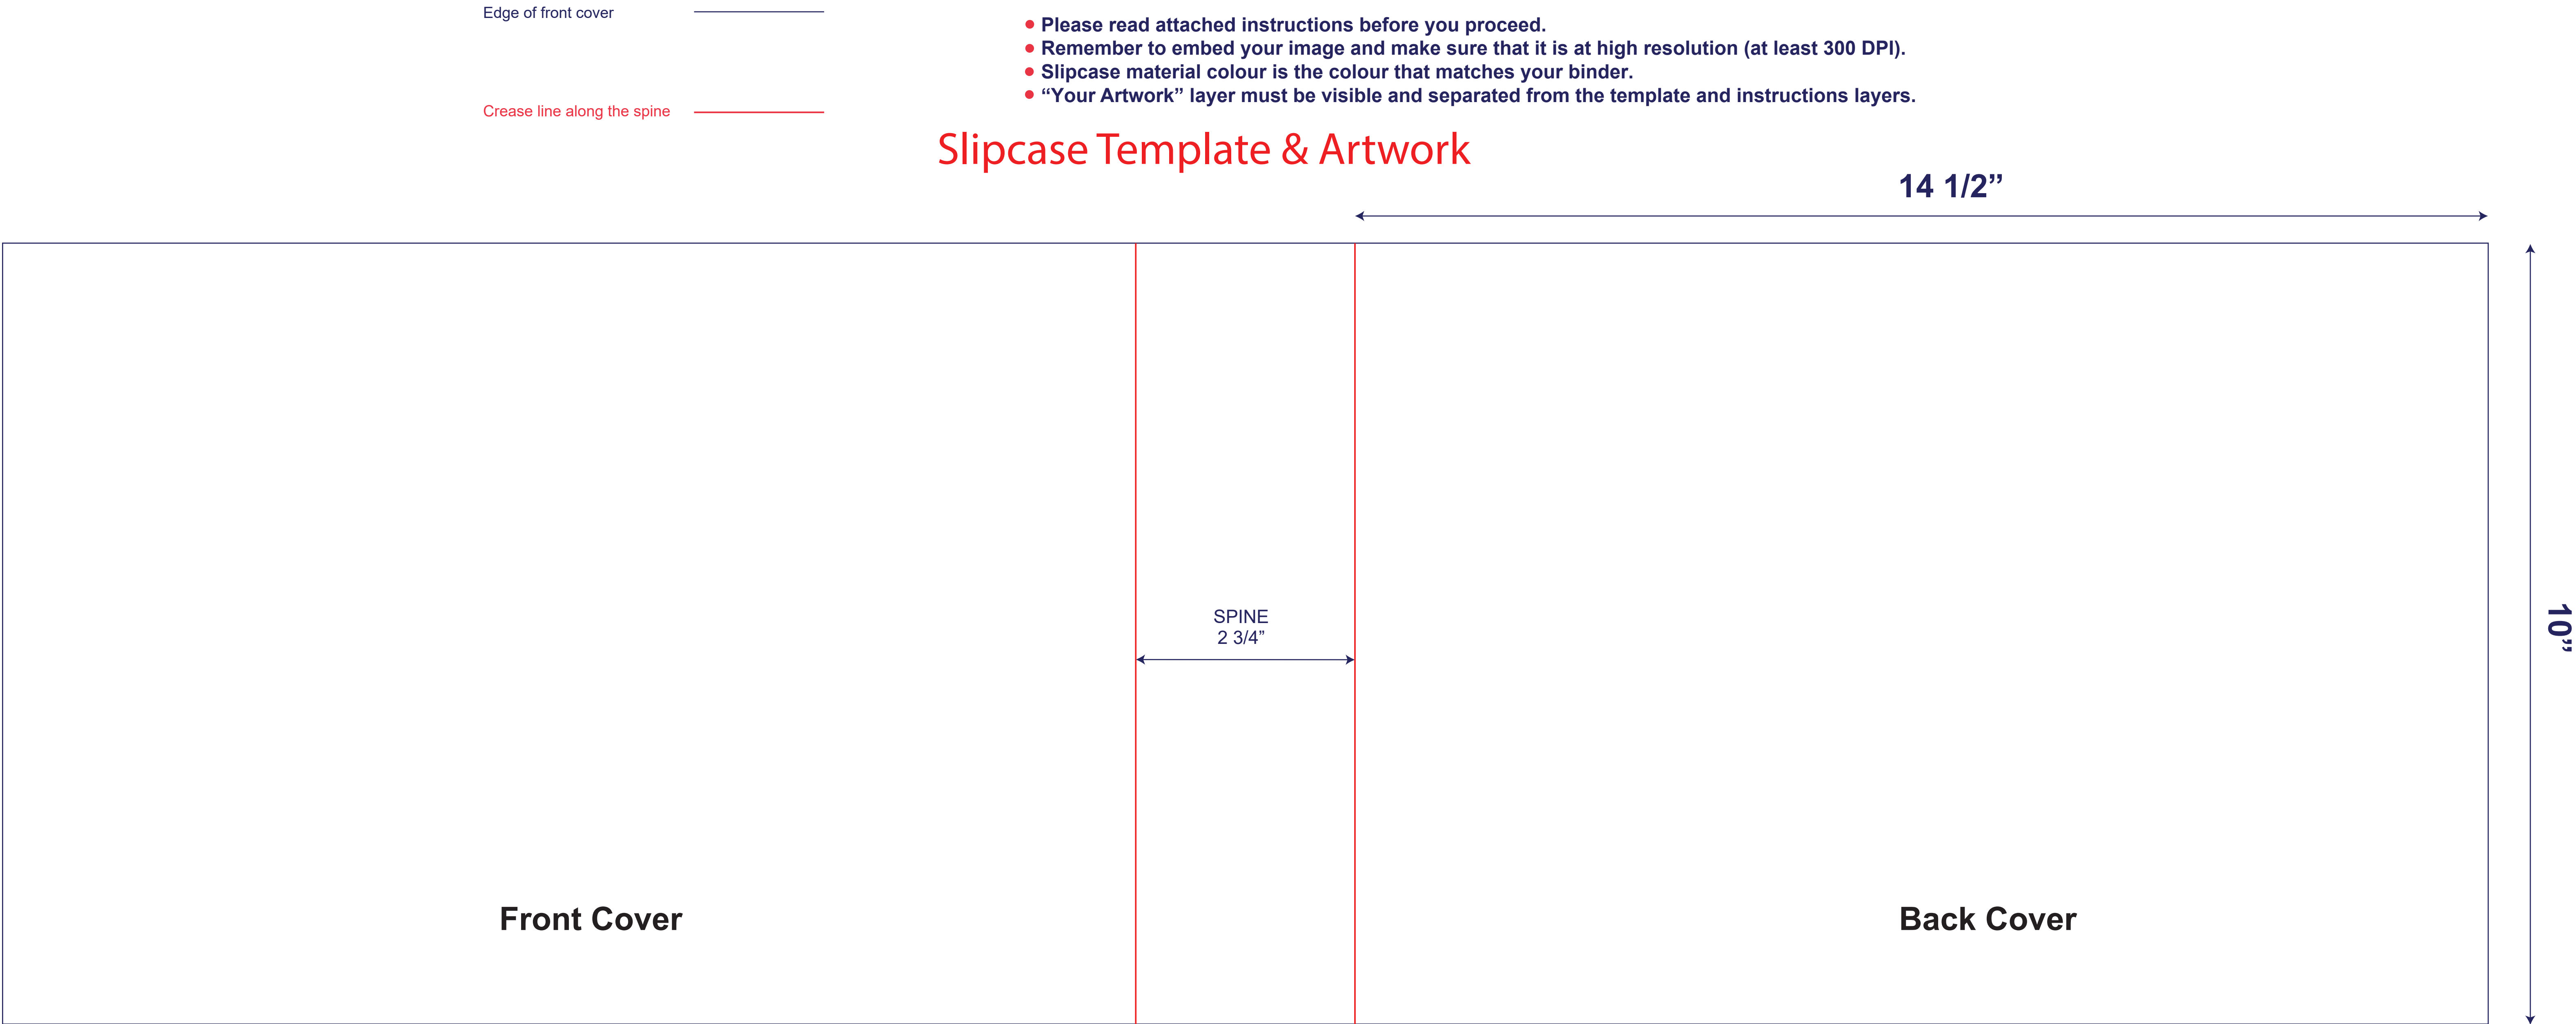 Edge of front cover
Crease line along the spine
• Please read attached instructions before you proceed.
• Remember to embed your image and make sure that it is at high resolution (at least 300 DPI).
• Slipcase material colour is the colour that matches your binder.
• “Your Artwork” layer must be visible and separated from the template and instructions layers.
Slipcase Template & Artwork
14 1/2”
SPINE
2 3/4”
10”
Front Cover
Back Cover